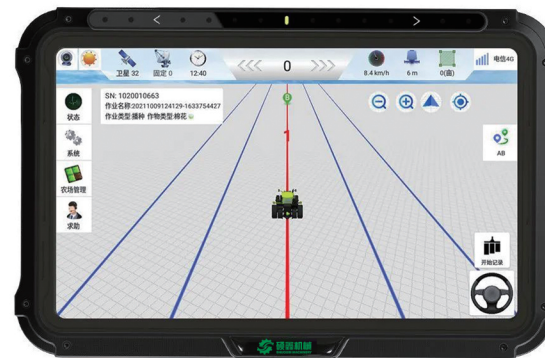 卫星 32
固定 0
12:40
0
8.4 km/h
6 m
0(亩)
电信4G
状态
系统
农场管理
求助
SN: 1020010663
作业名称:20211009124129-1633754427
作业类型:播种 作物类型:棉花
B
1
AB
开始记录